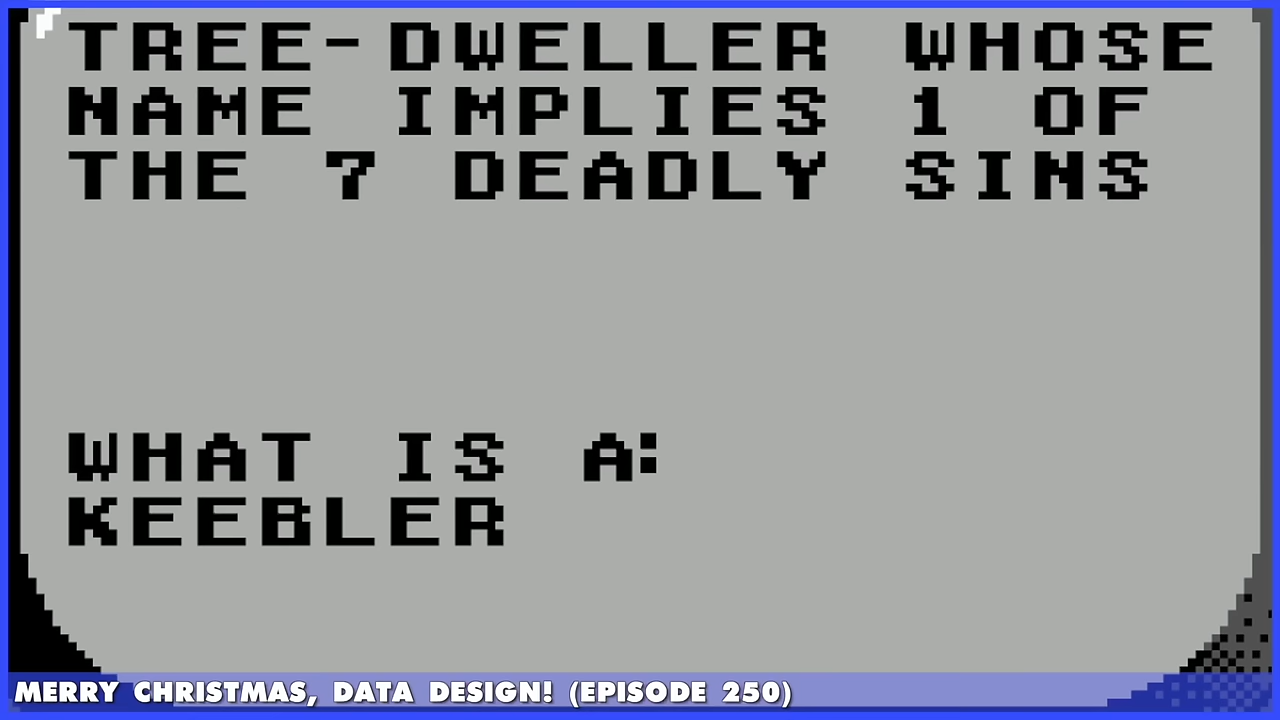 TREE-DWELLER WHOSE
NAME IMPLIES 1 OF
THE 7 DEADLY SINS
WHAT IS A:
KEEBLER
MERRY CHRISTMAS, DATA DESIGN! (EPISODE 250)